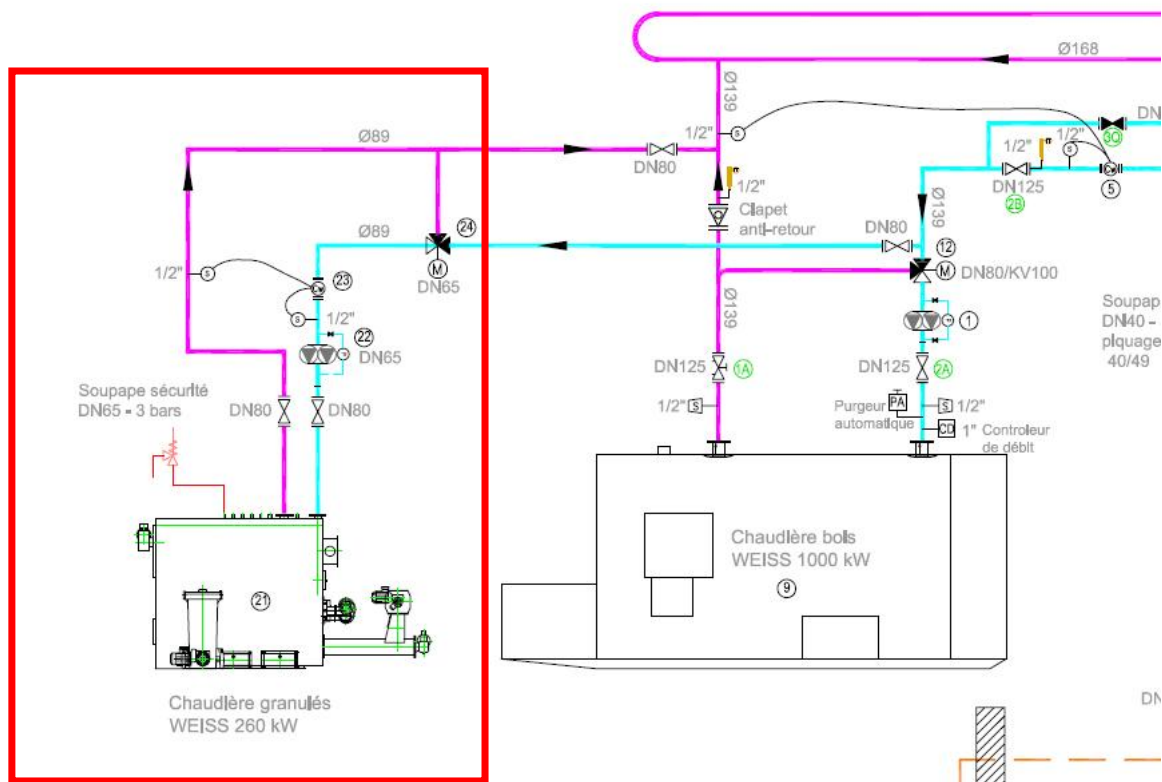 Ø168
Ø139
1/2"
S
DN
3Q
1/2"
1/2"
S
Ø89
DN80
DN125
2B
5
1/2"
Clapet
anti-retour
Ø139
Ø89
24
DN80
12
M
DN65
M
DN80/KV100
1/2"
S
23
S
1/2"
Ø139
22
DN65
1
Soupap
DN40 -
piquage
40/49
DN125
1A
DN125
2A
Soupape sécurité
DN65 - 3 bars
DN80
DN80
1/2"
S
Purgeur
automatique
PA
S
1/2"
CD
1"
Controleur
de débit
Chaudière bois
WEISS 1000 kW
9
21
Chaudière granulés
WEISS 260 kW
DN